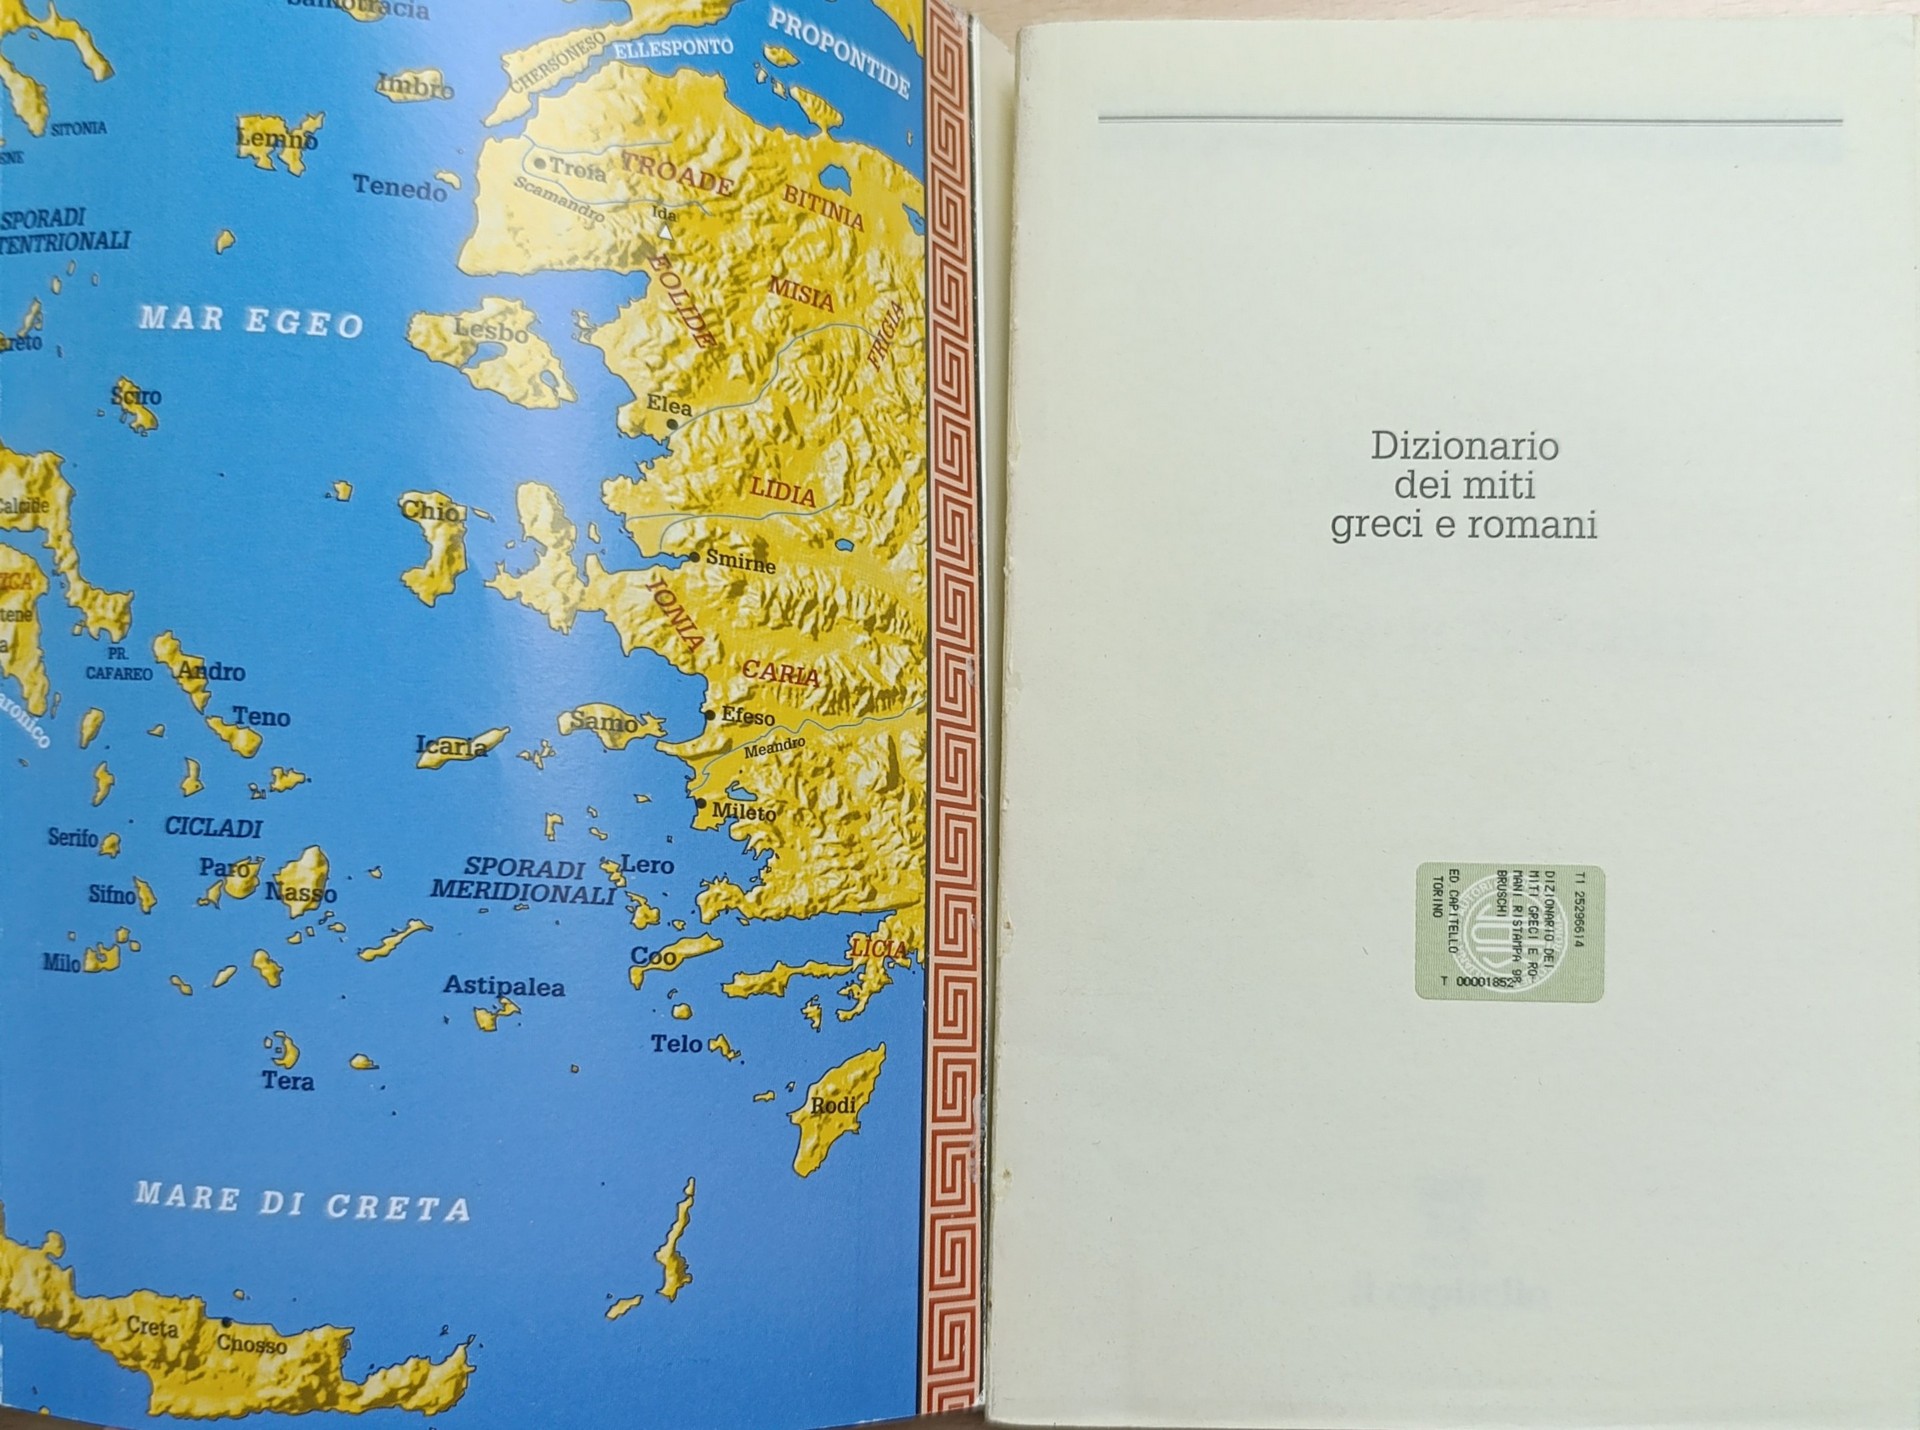 PROPONTIDE
ELLESPONTO
CHERSONESO
Imbro
SITONIA
Lemno
Troia
TROADE
Scamandro
Tenedo
BITINIA
Ida
SPORADI
EOLIDE
MISIA
FRIGIA
MAR EGEO
Lesbo
Sciro
Elea
LIDIA
Chio
Smirne
IONIA
PR.
CAFAREO
Andro
CARIA
Teno
Samo
Efeso
Icaria
Meandro
Mileto
CICLADI
Serifo
Paro
SPORADI
MERIDIONALI
Lero
Sifno
Nasso
LICIA
Coo
Milo
Astipalea
Telo
Tera
Rodi
MARE DI CRETA
Creta
Cnosso
Dizionario
dei miti
greci e romani
T1 25296614
DIZIONARIO DEI
MITI GRECI E RO
MANI RISTAMPA 98
BRUSCHI
ED.CAPITELLO
TORINO
T 00001852